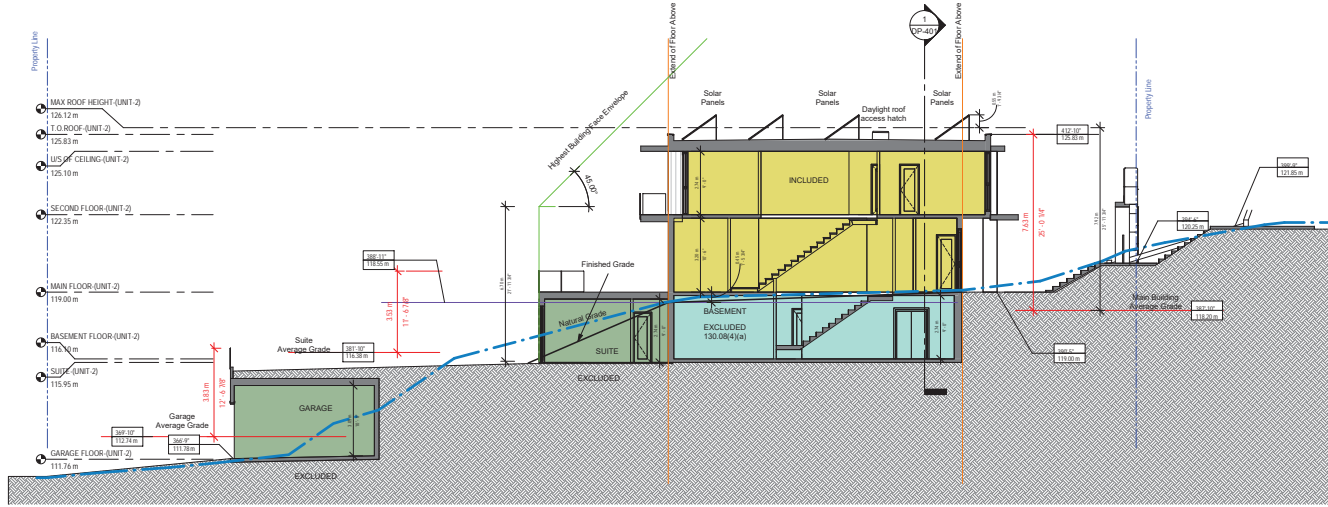 1
DP-401
Property Line
Extend of Floor Above
Extend of Floor Above
Property Line
MAX ROOF HEIGHT-(UNIT-2)
126.12 m
T.O.ROOF-(UNIT-2)
125.83 m
U/S OF CEILING-(UNIT-2)
125.10 m
SECOND FLOOR-(UNIT-2)
122.35 m
MAIN FLOOR-(UNIT-2)
119.00 m
BASEMENT FLOOR-(UNIT-2)
116.10 m
SUITE-(UNIT-2)
115.95 m
GARAGE FLOOR-(UNIT-2)
111.76 m
Highest Building Face Envelope
45.00°
Solar
Panels
Solar
Panels
Daylight roof
access hatch
Solar
Panels
412'-10"
125.83 m
7.63 m
25' - 0 1/4"
399'-9"
121.85 m
394'-6"
120.25 m
INCLUDED
388'-11"
118.55 m
Finished Grade
3.53 m
11' - 6 7/8"
Natural Grade
SUITE
BASEMENT
EXCLUDED
130.08(4)(a)
Main Building
Average Grade
387'-10"
118.20 m
390'-5"
119.00 m
Suite
Average Grade
381'-10"
116.38 m
EXCLUDED
3.83 m
12' - 6 7/8"
GARAGE
Garage
Average Grade
369'-10"
112.74 m
366'-9"
111.78 m
EXCLUDED